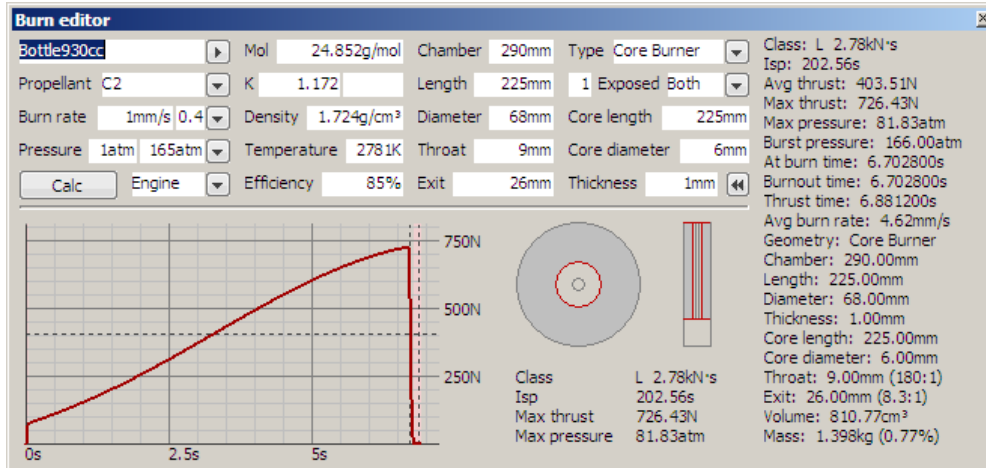 Burn editor
Bottle930cc Mol 24.852g/mol Chamber 290mm Type Core Burner
Propellant C2 K 1.172 Length 225mm 1 Exposed Both
Burn rate 1mm/s 0.4 Density 1.724g/cm³ Diameter 68mm Core length 225mm
Pressure 1atm 165atm Temperature 2781K Throat 9mm Core diameter 6mm
Calc Engine Efficiency 85% Exit 26mm Thickness 1mm
750N
500N
250N
0s 2.5s 5s
Class L 2.78kN·s
Isp 202.56s
Max thrust 726.43N
Max pressure 81.83atm
Class: L 2.78kN·s
Isp: 202.56s
Avg thrust: 403.51N
Max thrust: 726.43N
Max pressure: 81.83atm
Burst pressure: 166.00atm
At burn time: 6.702800s
Burnout time: 6.702800s
Thrust time: 6.881200s
Avg burn rate: 4.62mm/s
Geometry: Core Burner
Chamber: 290.00mm
Length: 225.00mm
Diameter: 68.00mm
Thickness: 1.00mm
Core length: 225.00mm
Core diameter: 6.00mm
Throat: 9.00mm (180:1)
Exit: 26.00mm (8.3:1)
Volume: 810.77cm³
Mass: 1.398kg (0.77%)